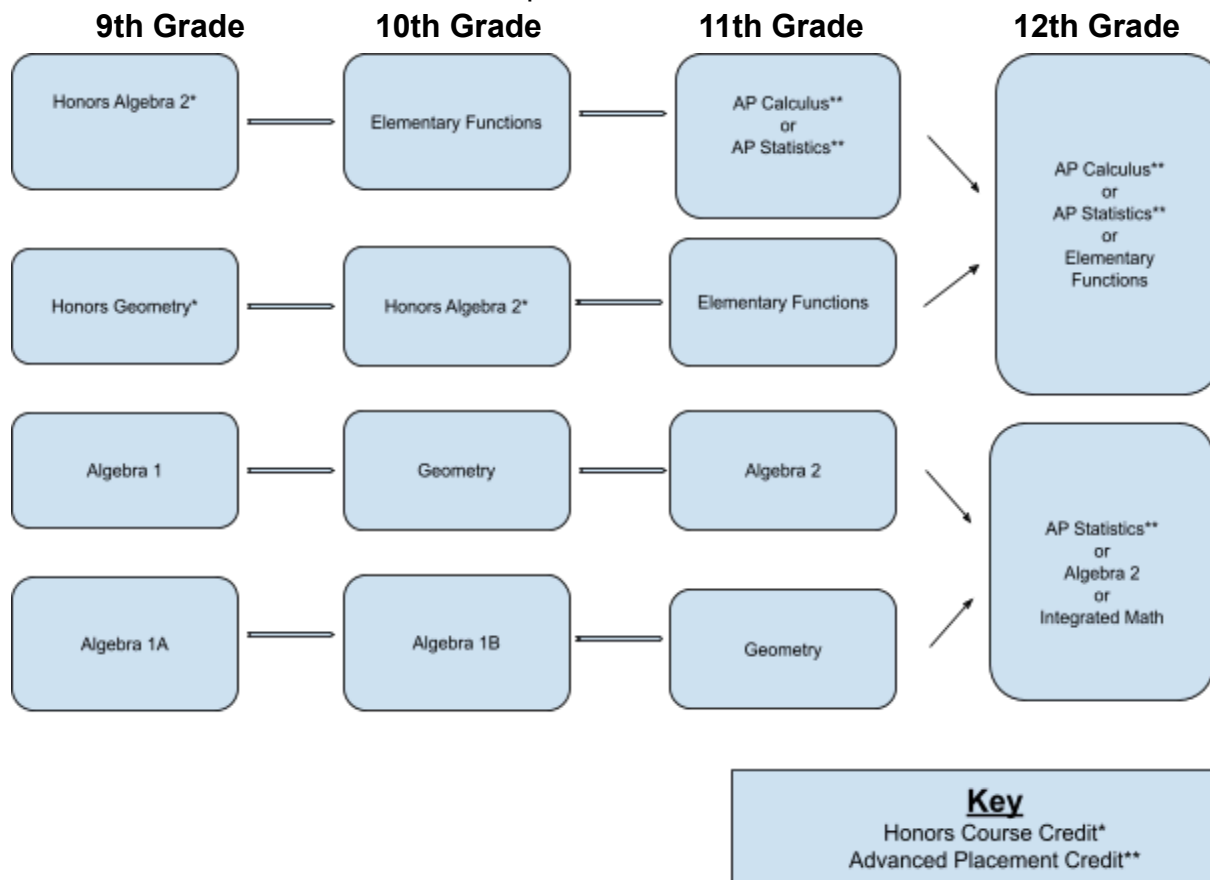 9th Grade
10th Grade
11th Grade
12th Grade
Honors Algebra 2*
Elementary Functions
AP Calculus**
or
AP Statistics**
AP Calculus**
or
AP Statistics**
or
Elementary
Functions
Honors Geometry*
Honors Algebra 2*
Elementary Functions
Algebra 1
Geometry
Algebra 2
AP Statistics**
or
Algebra 2
or
Integrated Math
Algebra 1A
Algebra 1B
Geometry
Key
Honors Course Credit*
Advanced Placement Credit**